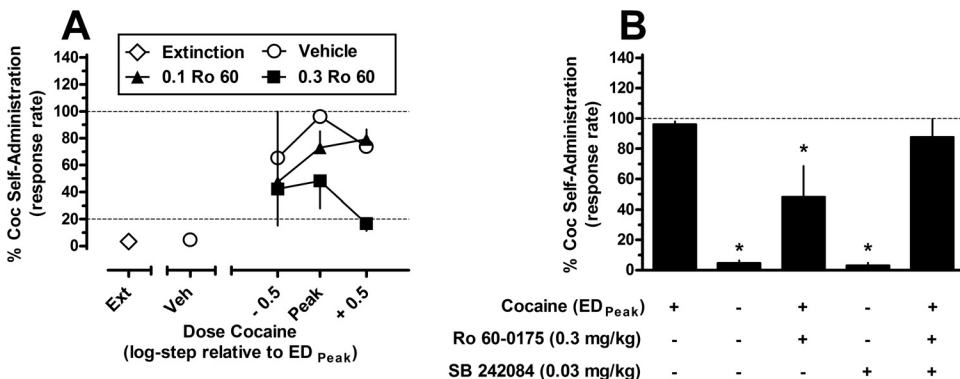 A
Extinction Vehicle
0.1 Ro 60 0.3 Ro 60
% Coc Self-Administration
(response rate)
140
120
100
80
60
40
20
0
Ext Veh - 0.5 Peak + 0.5
Dose Cocaine
(log-step relative to ED Peak)
B
% Coc Self-Administration
(response rate)
140
120
100
80
60
40
20
0
* * *
Cocaine (EDPeak) + - + - +
Ro 60-0175 (0.3 mg/kg) - - + - +
SB 242084 (0.03 mg/kg) - - - + +